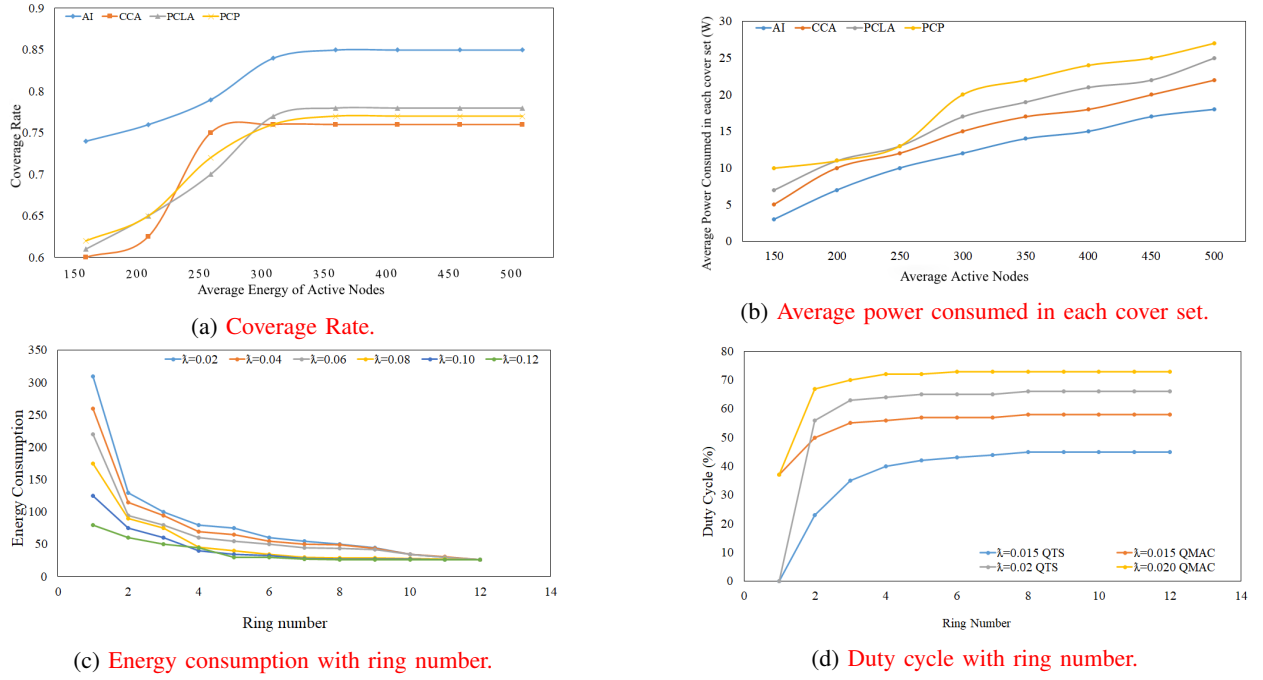 0.9
AI CCA PCLA PCP
0.85
0.8
0.75
0.7
0.65
0.6
Coverage Rate
150 200 250 300 350 400 450 500
Average Energy of Active Nodes
(a) Coverage Rate.
30
AI CCA PCLA PCP
25
20
15
10
5
0
Average Power Consumed in each cover set (W)
150 200 250 300 350 400 450 500
Average Active Nodes
(b) Average power consumed in each cover set.
350
λ=0.02 λ=0.04 λ=0.06 λ=0.08 λ=0.10 λ=0.12
300
250
200
150
100
50
0
Energy Consumption
0 2 4 6 8 10 12 14
Ring number
(c) Energy consumption with ring number.
80
70
60
50
40
30
20
10
0
Duty Cycle (%)
λ=0.015 QTS λ=0.015 QMAC
λ=0.02 QTS λ=0.020 QMAC
0 2 4 6 8 10 12 14
Ring Number
(d) Duty cycle with ring number.